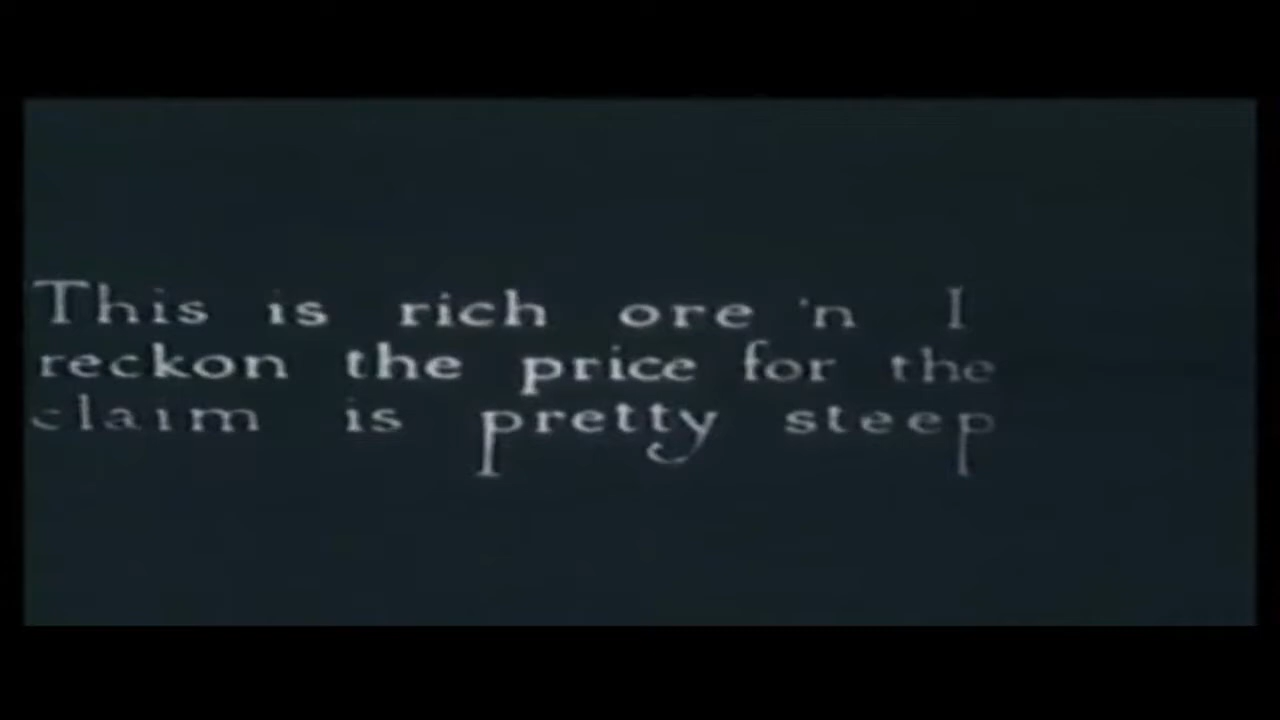 This is rich ore 'n I
reckon the price for the
claim is pretty steep